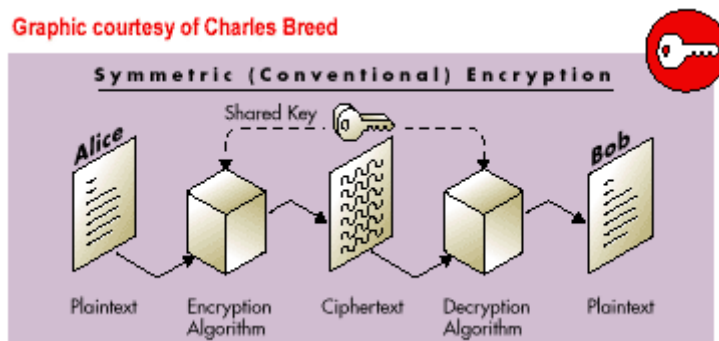 Graphic courtesy of Charles Breed
Symmetric (Conventional) Encryption
Shared Key
Alice
Bob
Plaintext
Encryption
Algorithm
Ciphertext
Decryption
Algorithm
Plaintext